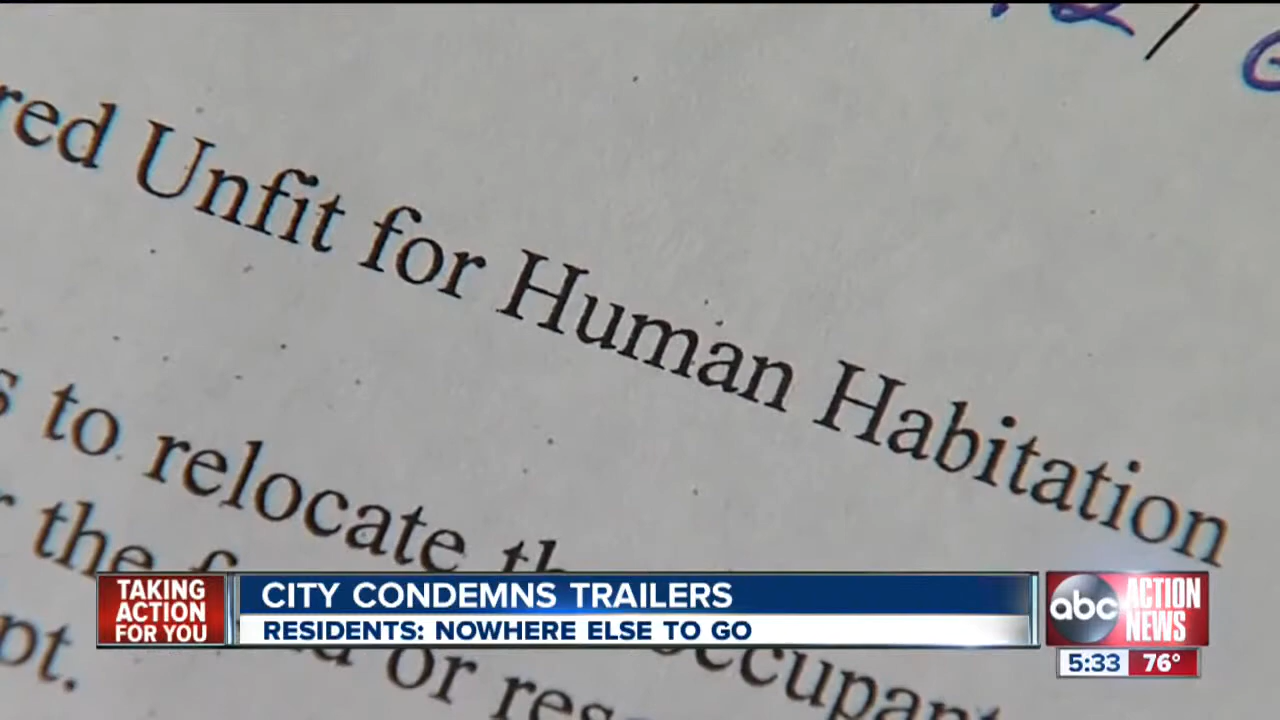 red Unfit for Human Habitation
s to relocate
the
or
pt.
TAKING
ACTION
FOR YOU
CITY CONDEMNS TRAILERS
RESIDENTS: NOWHERE ELSE TO GO
abc
ACTION
NEWS
5:33 76°